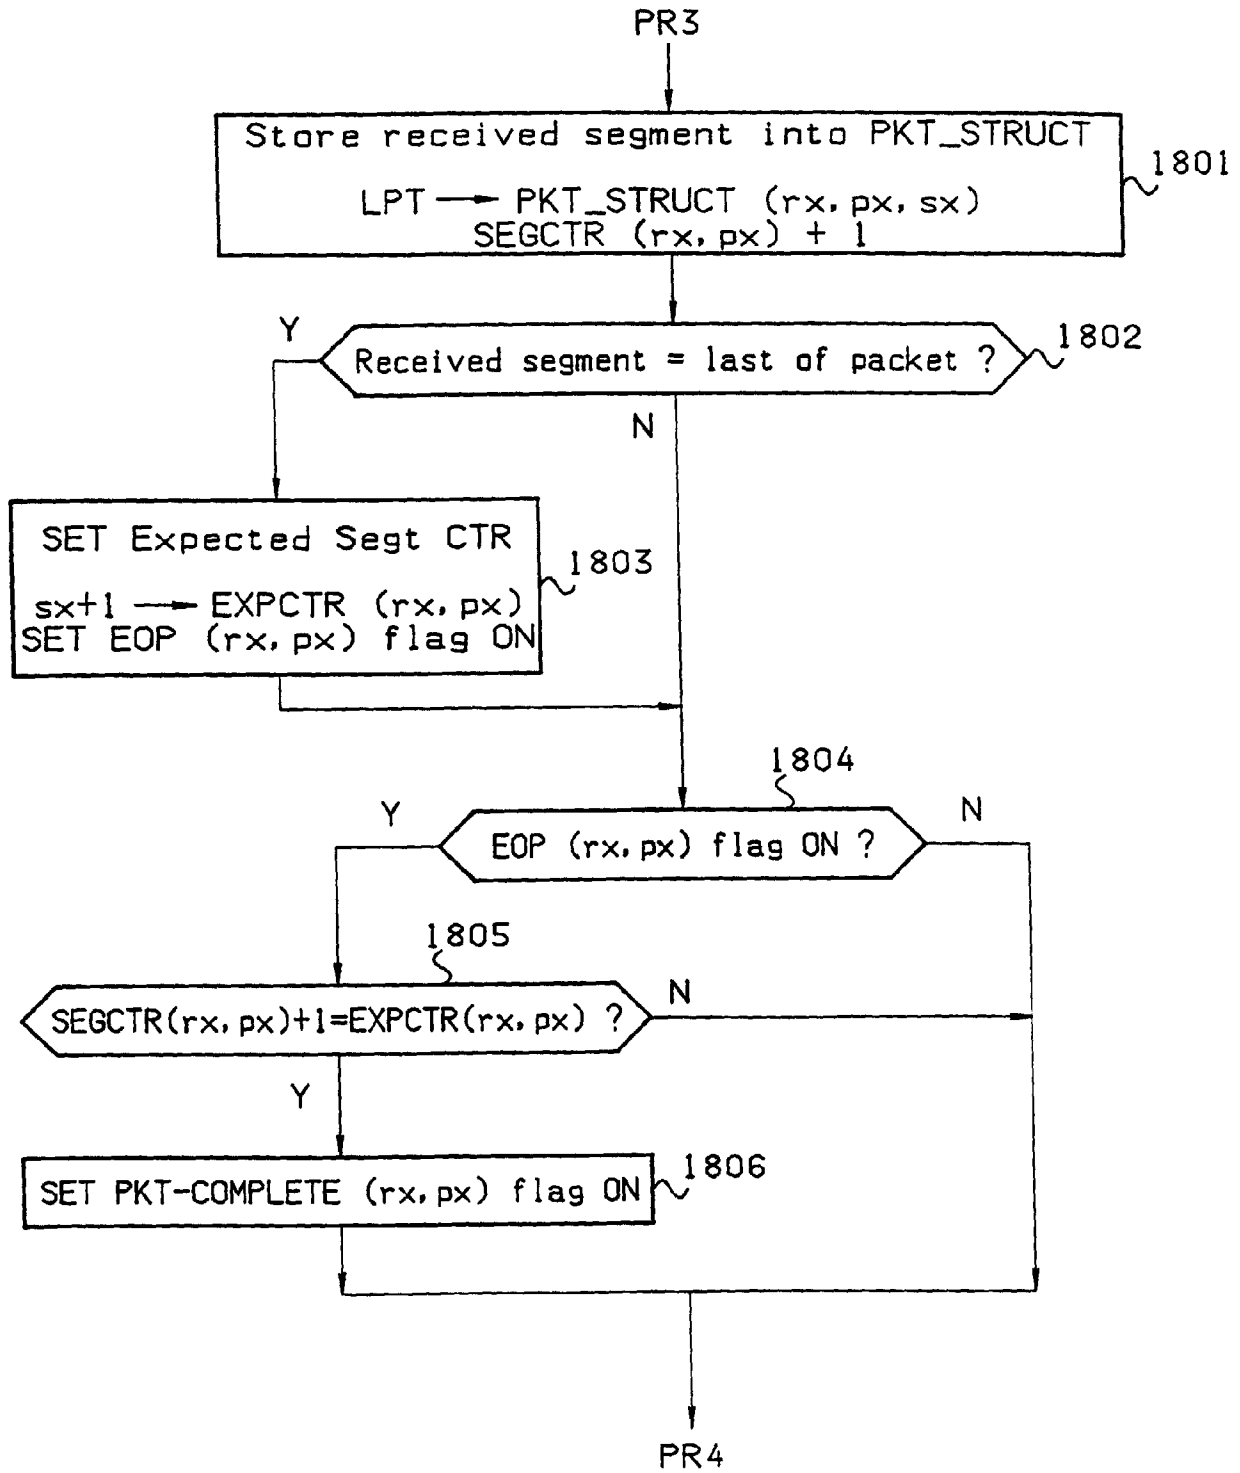 PR3
Store received segment into PKT_STRUCT
LPT → PKT_STRUCT (rx, px, sx)
SEGCTR (rx, px) + 1
1801
Y
Received segment = last of packet ?
1802
N
SET Expected Segt CTR
sx+1 → EXPCTR (rx, px)
SET EOP (rx, px) flag ON
1803
1804
Y
EOP (rx, px) flag ON ?
N
1805
SEGCTR(rx, px)+1=EXPCTR(rx, px) ?
N
Y
SET PKT-COMPLETE (rx, px) flag ON
1806
PR4